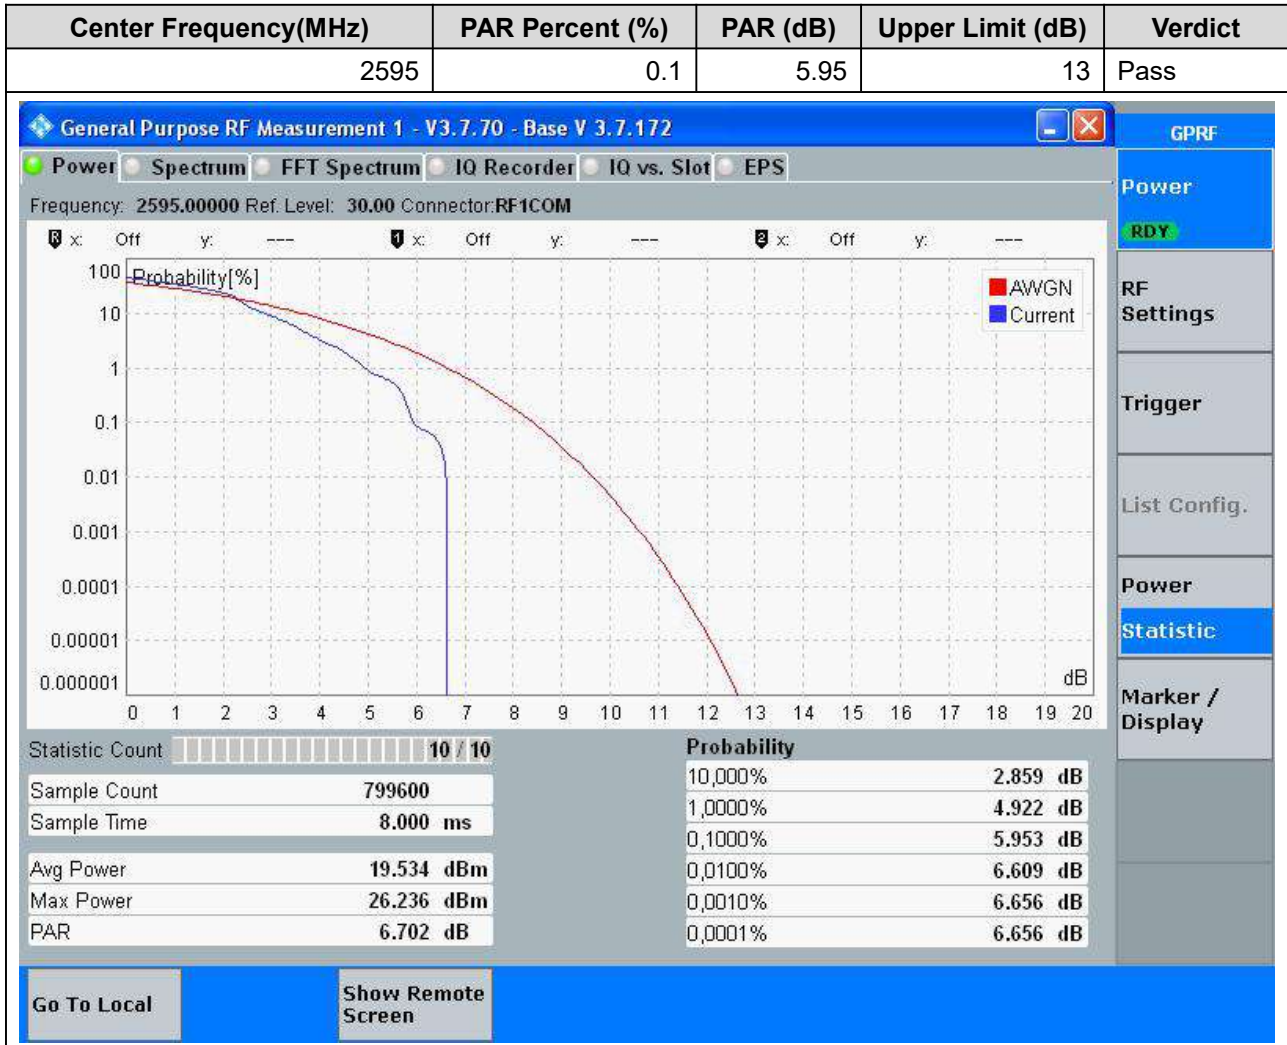 Center Frequency(MHz) PAR Percent (%) PAR (dB) Upper Limit (dB) Verdict
2595 0.1 5.95 13 Pass
General Purpose RF Measurement 1 - V3.7.70 - Base V 3.7.172
GPRF
Power Spectrum FFT Spectrum IQ Recorder IQ vs. Slot EPS
Frequency: 2595.00000 Ref. Level: 30.00 Connector:RF1COM
R x: Off y: --- 1 x: Off y: --- 2 x: Off y: ---
Probability[%]
AWGN
Current
100
10
1
0.1
0.01
0.001
0.0001
0.00001
0.000001
dB
0 1 2 3 4 5 6 7 8 9 10 11 12 13 14 15 16 17 18 19 20
Statistic Count 10 / 10
Sample Count 799600
Sample Time 8.000 ms
Avg Power 19.534 dBm
Max Power 26.236 dBm
PAR 6.702 dB
Probability
10,000% 2.859 dB
1,0000% 4.922 dB
0,1000% 5.953 dB
0,0100% 6.609 dB
0,0010% 6.656 dB
0,0001% 6.656 dB
Power
RDY
RF
Settings
Trigger
List Config.
Power
Statistic
Marker /
Display
Go To Local
Show Remote
Screen